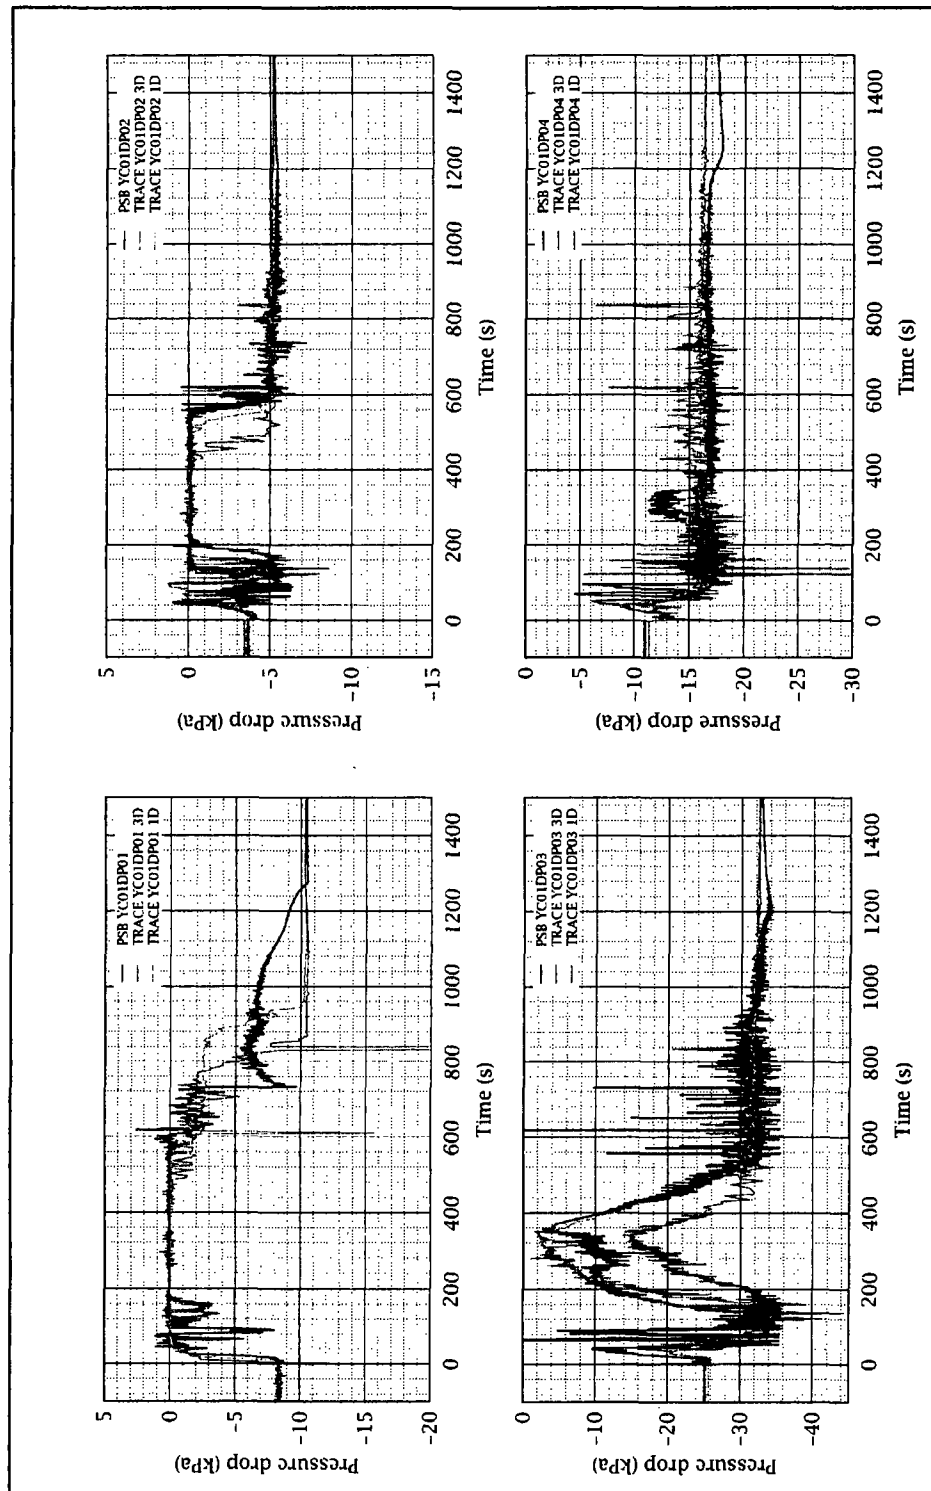 PSB YC01DP01
TRACE YC01DP01 3D
TRACE YC01DP01 1D
5
0
-5
-10
-15
-20
Pressure drop (kPa)
0 200 400 600 800 1000 1200 1400
Time (s)
PSB YC01DP02
TRACE YC01DP02 3D
TRACE YC01DP02 1D
5
0
-5
-10
-15
Pressure drop (kPa)
0 200 400 600 800 1000 1200 1400
Time (s)
PSB YC01DP03
TRACE YC01DP03 3D
TRACE YC01DP03 1D
0
-10
-20
-30
-40
Pressure drop (kPa)
0 200 400 600 800 1000 1200 1400
Time (s)
PSB YC01DP04
TRACE YC01DP04 3D
TRACE YC01DP04 1D
0
-5
-10
-15
-20
-25
-30
Pressure drop (kPa)
0 200 400 600 800 1000 1200 1400
Time (s)